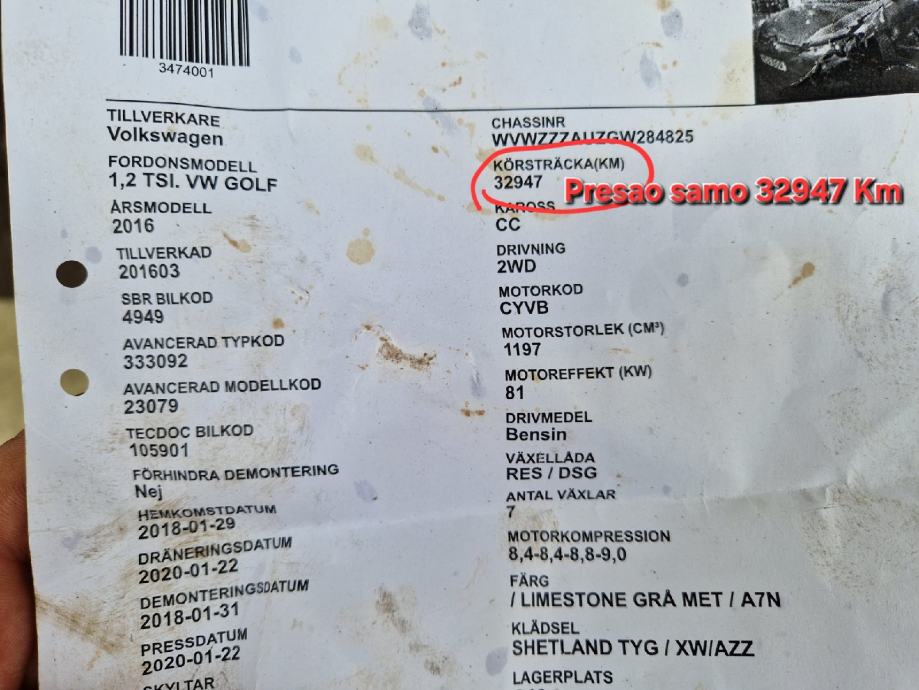 3474001
TILLVERKARE
Volkswagen
FORDONSMODELL
1,2 TSI. VW GOLF
ÅRSMODELL
2016
TILLVERKAD
201603
SBR BILKOD
4949
AVANCERAD TYPKOD
333092
AVANCERAD MODELLKOD
23079
TECDOC BILKOD
105901
FÖRHINDRA DEMONTERING
Nej
HEMKOMSTDATUM
2018-01-29
DRÄNERINGSDATUM
2020-01-22
DEMONTERINGSDATUM
2018-01-31
PRESSDATUM
2020-01-22
SKYLTAR
CHASSINR
WVWZZZAUZGW284825
KÖRSTRÄCKA(KM)
32947
Presao samo 32947 Km
KAROSS
CC
DRIVNING
2WD
MOTORKOD
CYVB
MOTORSTORLEK (CM³)
1197
MOTOREFFEKT (KW)
81
DRIVMEDEL
Bensin
VÄXELLÅDA
RES / DSG
ANTAL VÄXLAR
7
MOTORKOMPRESSION
8,4-8,4-8,8-9,0
FÄRG
/ LIMESTONE GRÅ MET / A7N
KLÄDSEL
SHETLAND TYG / XW/AZZ
LAGERPLATS